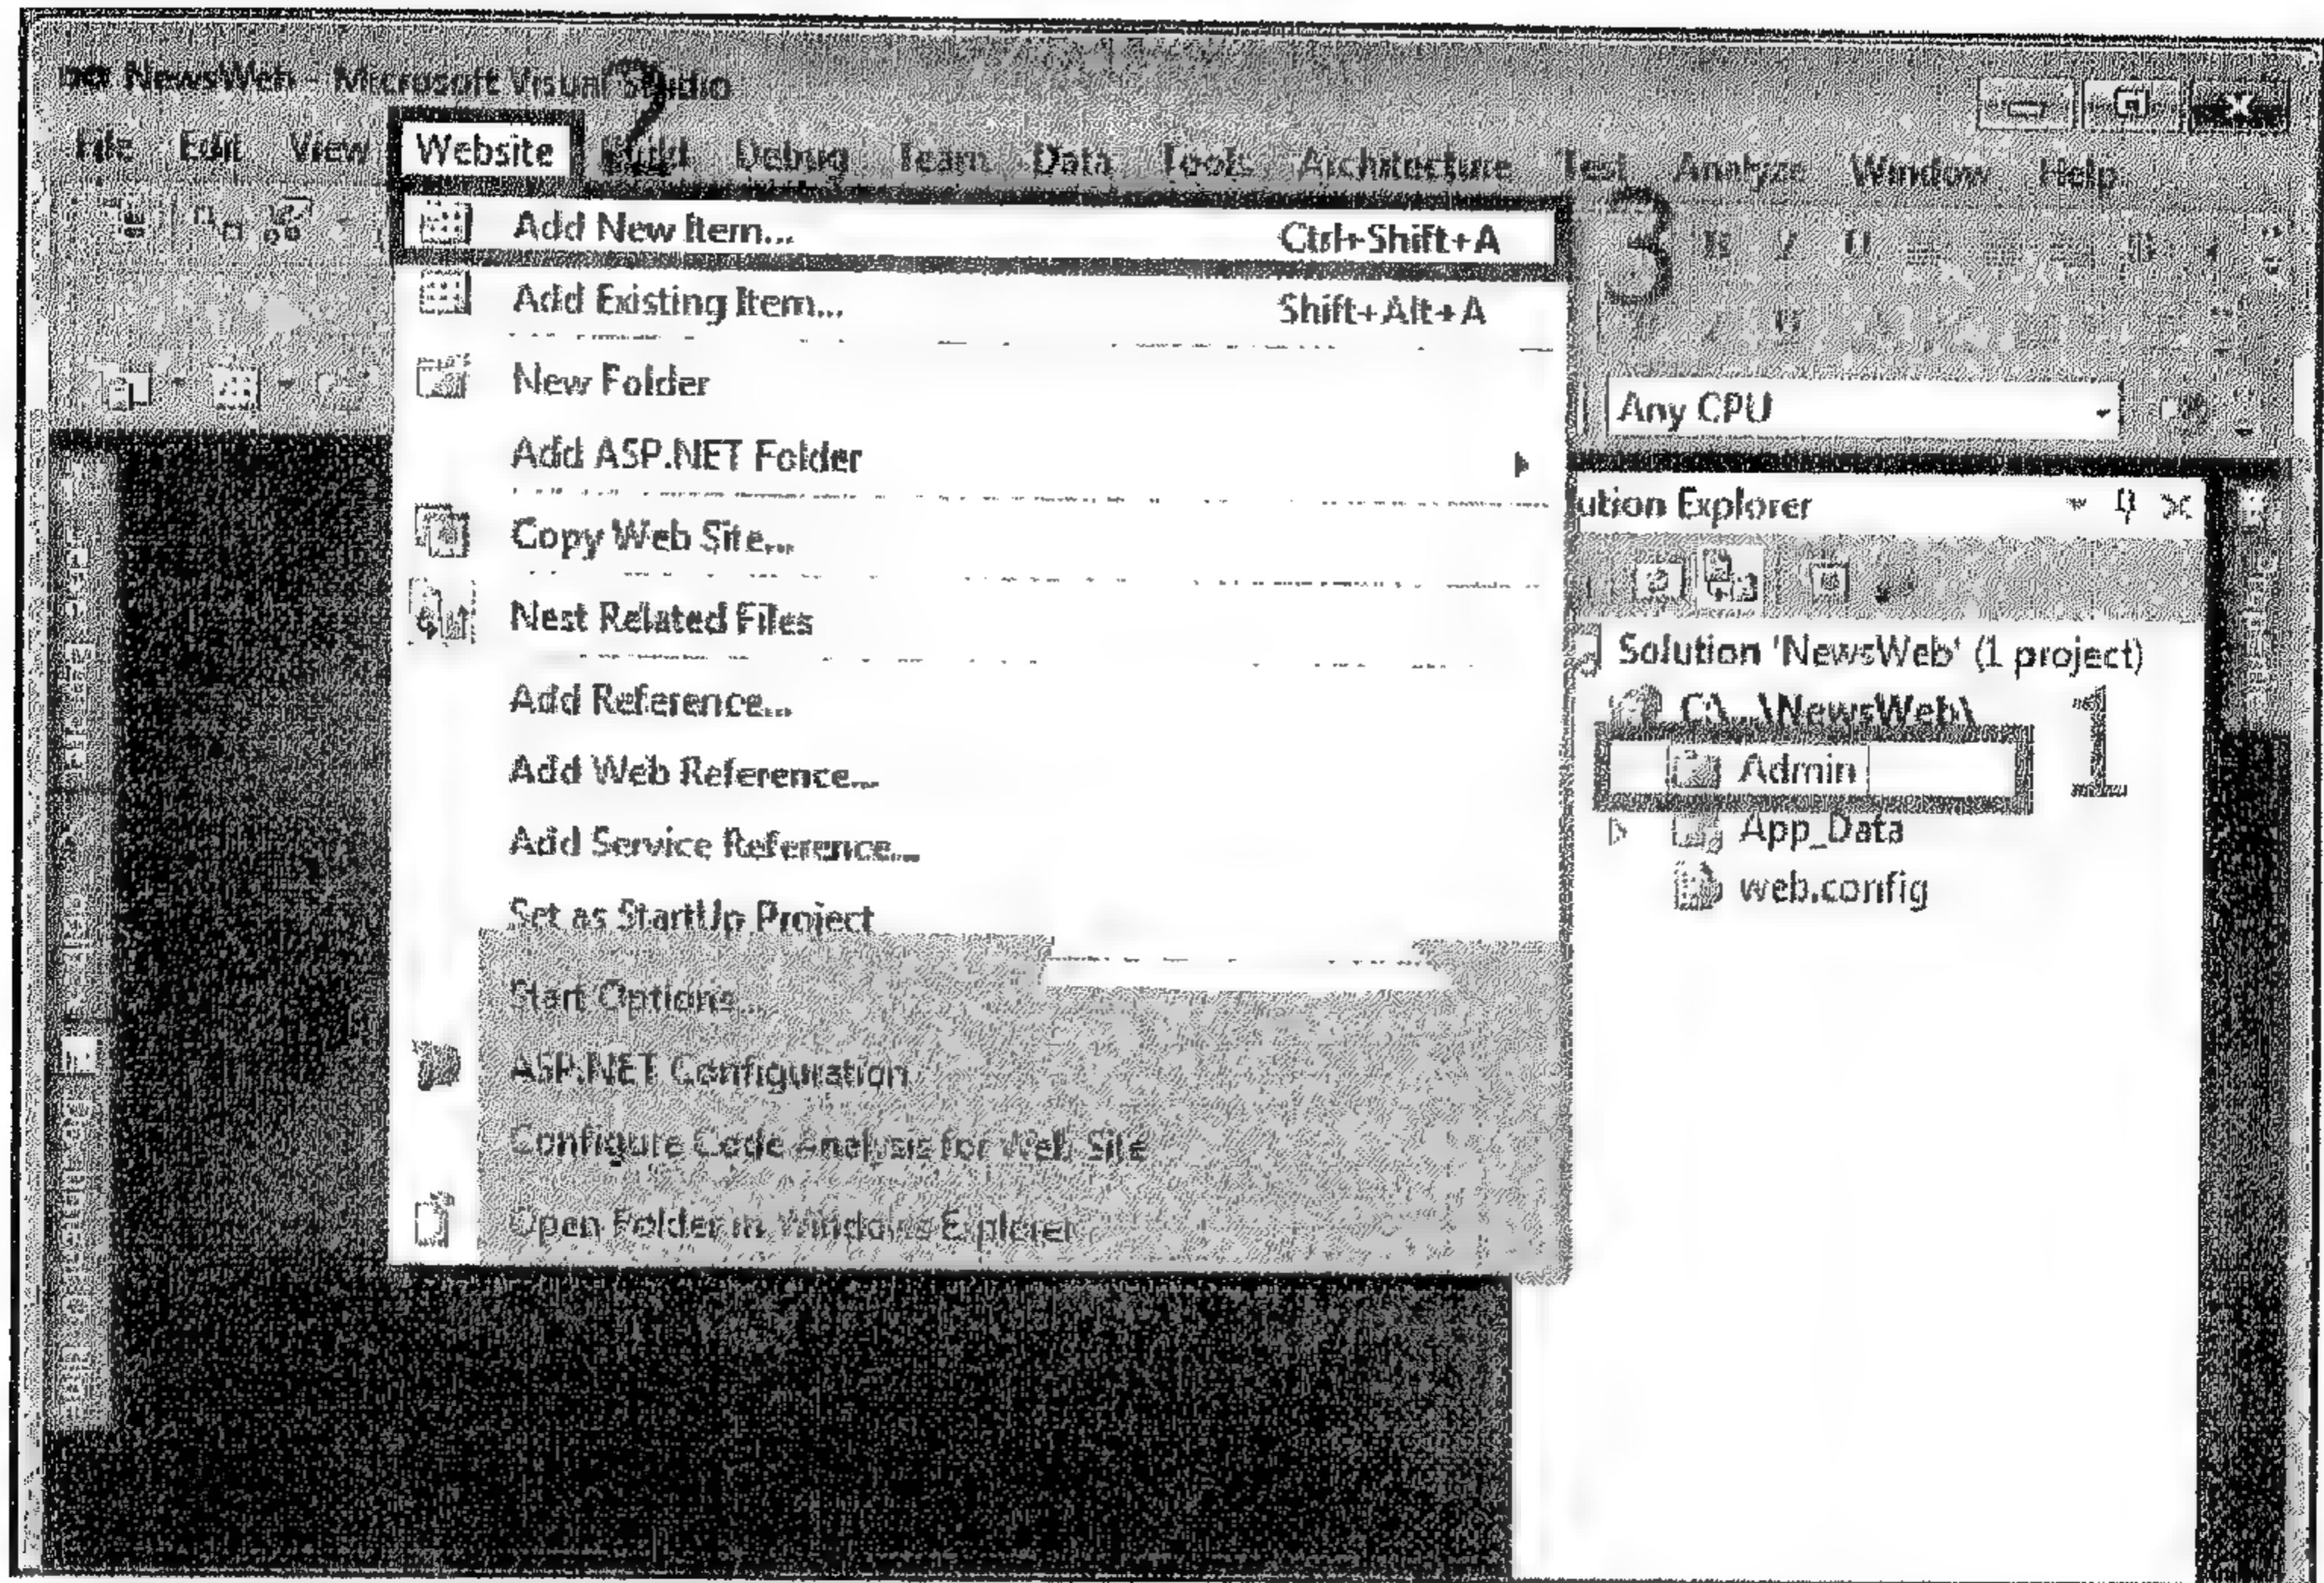 NewsWeb - Microsoft Visual Studio
2
File Edit View Website Build Debug Team Data Tools Architecture Test Analyze Window Help
Add New Item... Ctrl+Shift+A
3
Add Existing Item... Shift+Alt+A
New Folder
Any CPU
Add ASP.NET Folder
ution Explorer
Copy Web Site...
Nest Related Files
Solution 'NewsWeb' (1 project)
Add Reference...
C:\...\NewsWeb\
1
Add Web Reference...
Admin
Add Service Reference...
App_Data
web.config
Set as StartUp Project
Start Options...
ASP.NET Configuration
Configure Code Analysis for Web Site
Open Folder in Windows Explorer